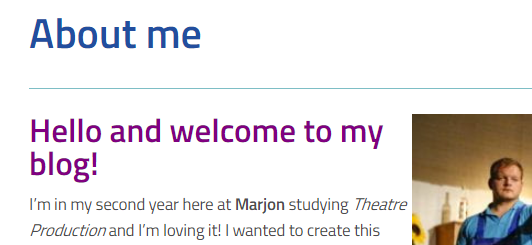 About me
Hello and welcome to my
blog!
I'm in my second year here at Marjon studying Theatre
Production and I'm loving it! I wanted to create this